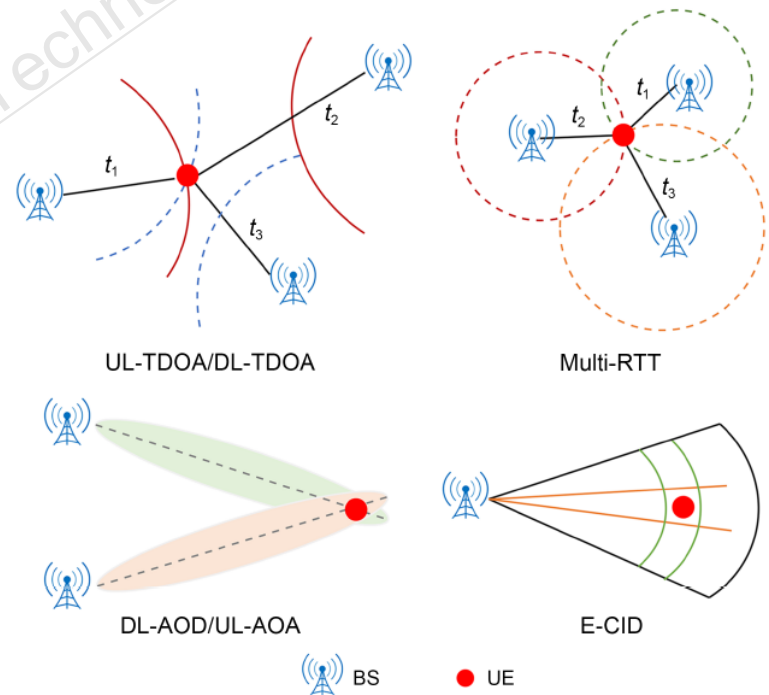 Techno
t1
t2
t3
UL-TDOA/DL-TDOA
t1
t2
t3
Multi-RTT
DL-AOD/UL-AOA
E-CID
BS
UE